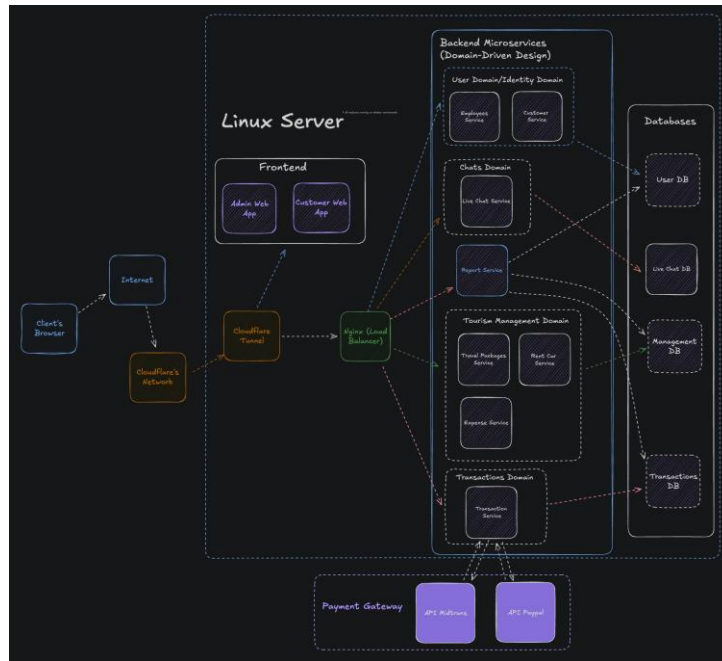 Backend Microservices
(Domain-Driven Design)
User Domain/Identity Domain
Employees
Service
Customer
Service
Linux Server
Databases
Frontend
Admin Web
App
Customer Web
App
Chats Domain
Live Chat Service
User DB
Report Service
Live Chat DB
Internet
Client's
Browser
Cloudflare's
Network
Cloudflare
Tunnel
Nginx (Load
Balancer)
Tourism Management Domain
Travel Packages
Service
Rent Car
Service
Expense Service
Management
DB
Transactions Domain
Transaction
Service
Transactions
DB
Payment Gateway
API Midtrans
API Paypal